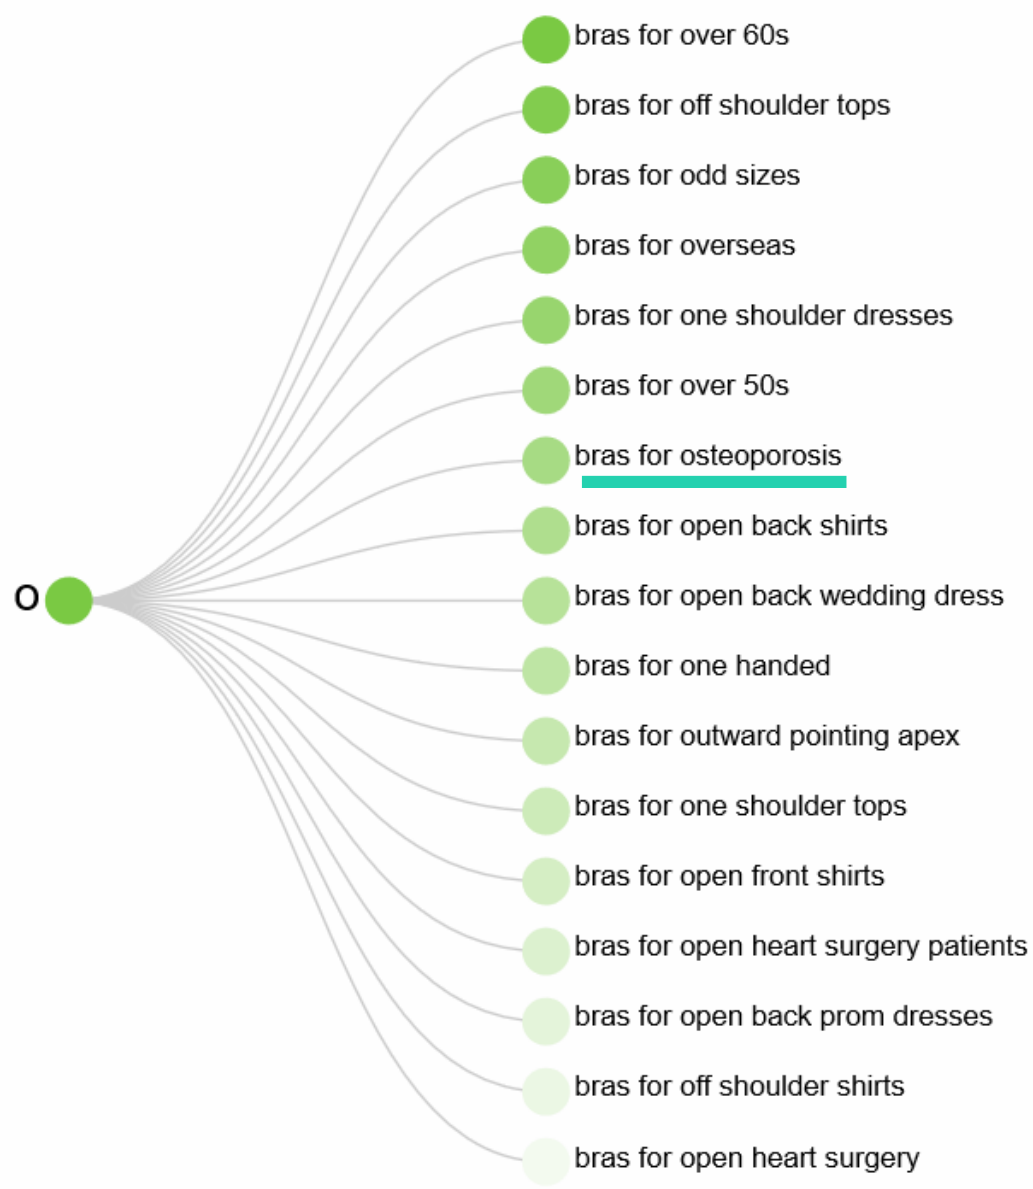 bras for over 60s
bras for off shoulder tops
bras for odd sizes
bras for overseas
bras for one shoulder dresses
bras for over 50s
bras for osteoporosis
bras for open back shirts
o
bras for open back wedding dress
bras for one handed
bras for outward pointing apex
bras for one shoulder tops
bras for open front shirts
bras for open heart surgery patients
bras for open back prom dresses
bras for off shoulder shirts
bras for open heart surgery